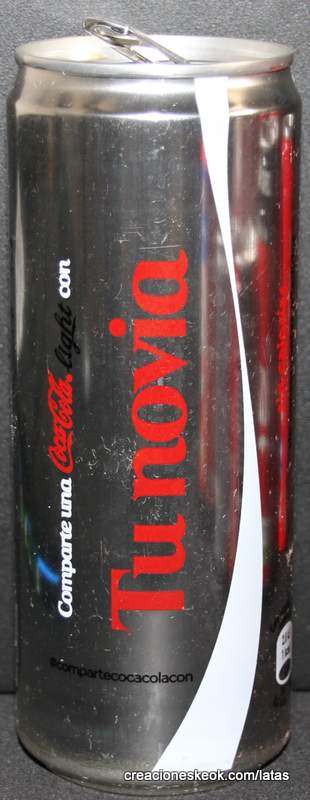 Comparte una Coca-Cola light con
Tu novia
#compartecocacolacon
creacioneskeok.com/latas